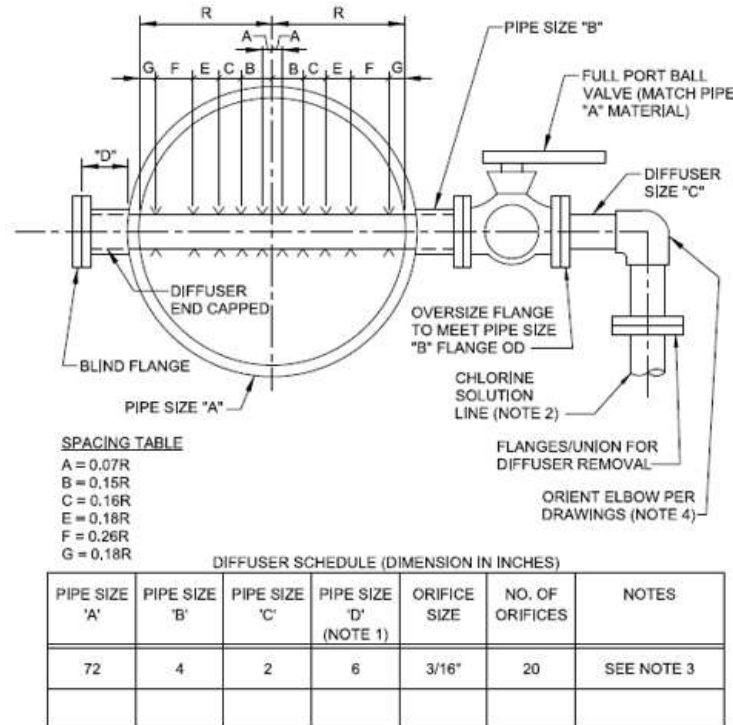 R R
A A
G F E C B B C E F G
"D"
PIPE SIZE "B"
FULL PORT BALL
VALVE (MATCH PIPE
"A" MATERIAL)
DIFFUSER
SIZE "C"
DIFFUSER
END CAPPED
BLIND FLANGE
PIPE SIZE "A"
OVERSIZE FLANGE
TO MEET PIPE SIZE
"B" FLANGE OD
CHLORINE
SOLUTION
LINE (NOTE 2)
FLANGES/UNION FOR
DIFFUSER REMOVAL
ORIENT ELBOW PER
DRAWINGS (NOTE 4)
SPACING TABLE
A = 0.07R
B = 0.15R
C = 0.16R
E = 0.18R
F = 0.26R
G = 0.18R
DIFFUSER SCHEDULE (DIMENSION IN INCHES)
PIPE SIZE 'A' PIPE SIZE 'B' PIPE SIZE 'C' PIPE SIZE 'D' (NOTE 1) ORIFICE SIZE NO. OF ORIFICES NOTES
72 4 2 6 3/16" 20 SEE NOTE 3